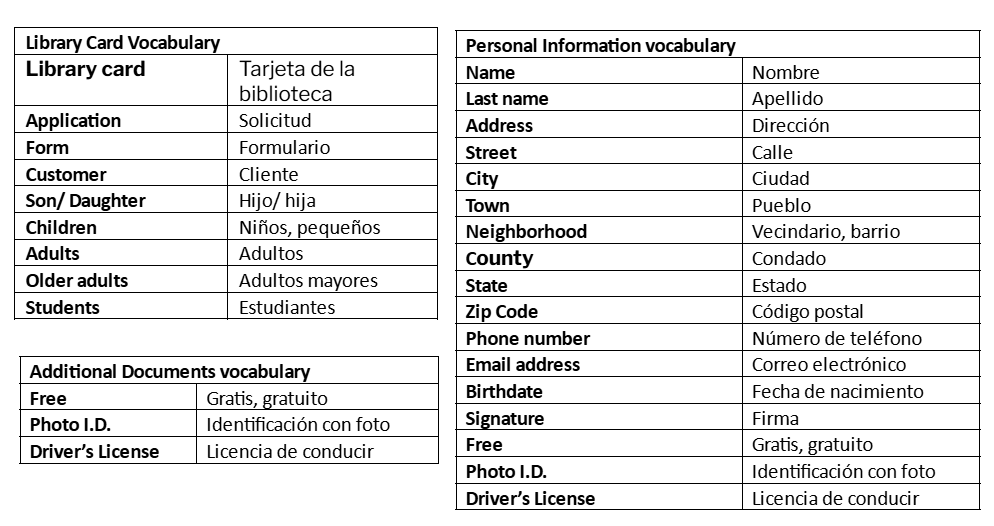 Library Card Vocabulary
Library card Tarjeta de la
biblioteca
Application Solicitud
Form Formulario
Customer Cliente
Son/ Daughter Hijo/ hija
Children Niños, pequeños
Adults Adultos
Older adults Adultos mayores
Students Estudiantes
Additional Documents vocabulary
Free Gratis, gratuito
Photo I.D. Identificación con foto
Driver’s License Licencia de conducir
Personal Information vocabulary
Name Nombre
Last name Apellido
Address Dirección
Street Calle
City Ciudad
Town Pueblo
Neighborhood Vecindario, barrio
County Condado
State Estado
Zip Code Código postal
Phone number Número de teléfono
Email address Correo electrónico
Birthdate Fecha de nacimiento
Signature Firma
Free Gratis, gratuito
Photo I.D. Identificación con foto
Driver’s License Licencia de conducir